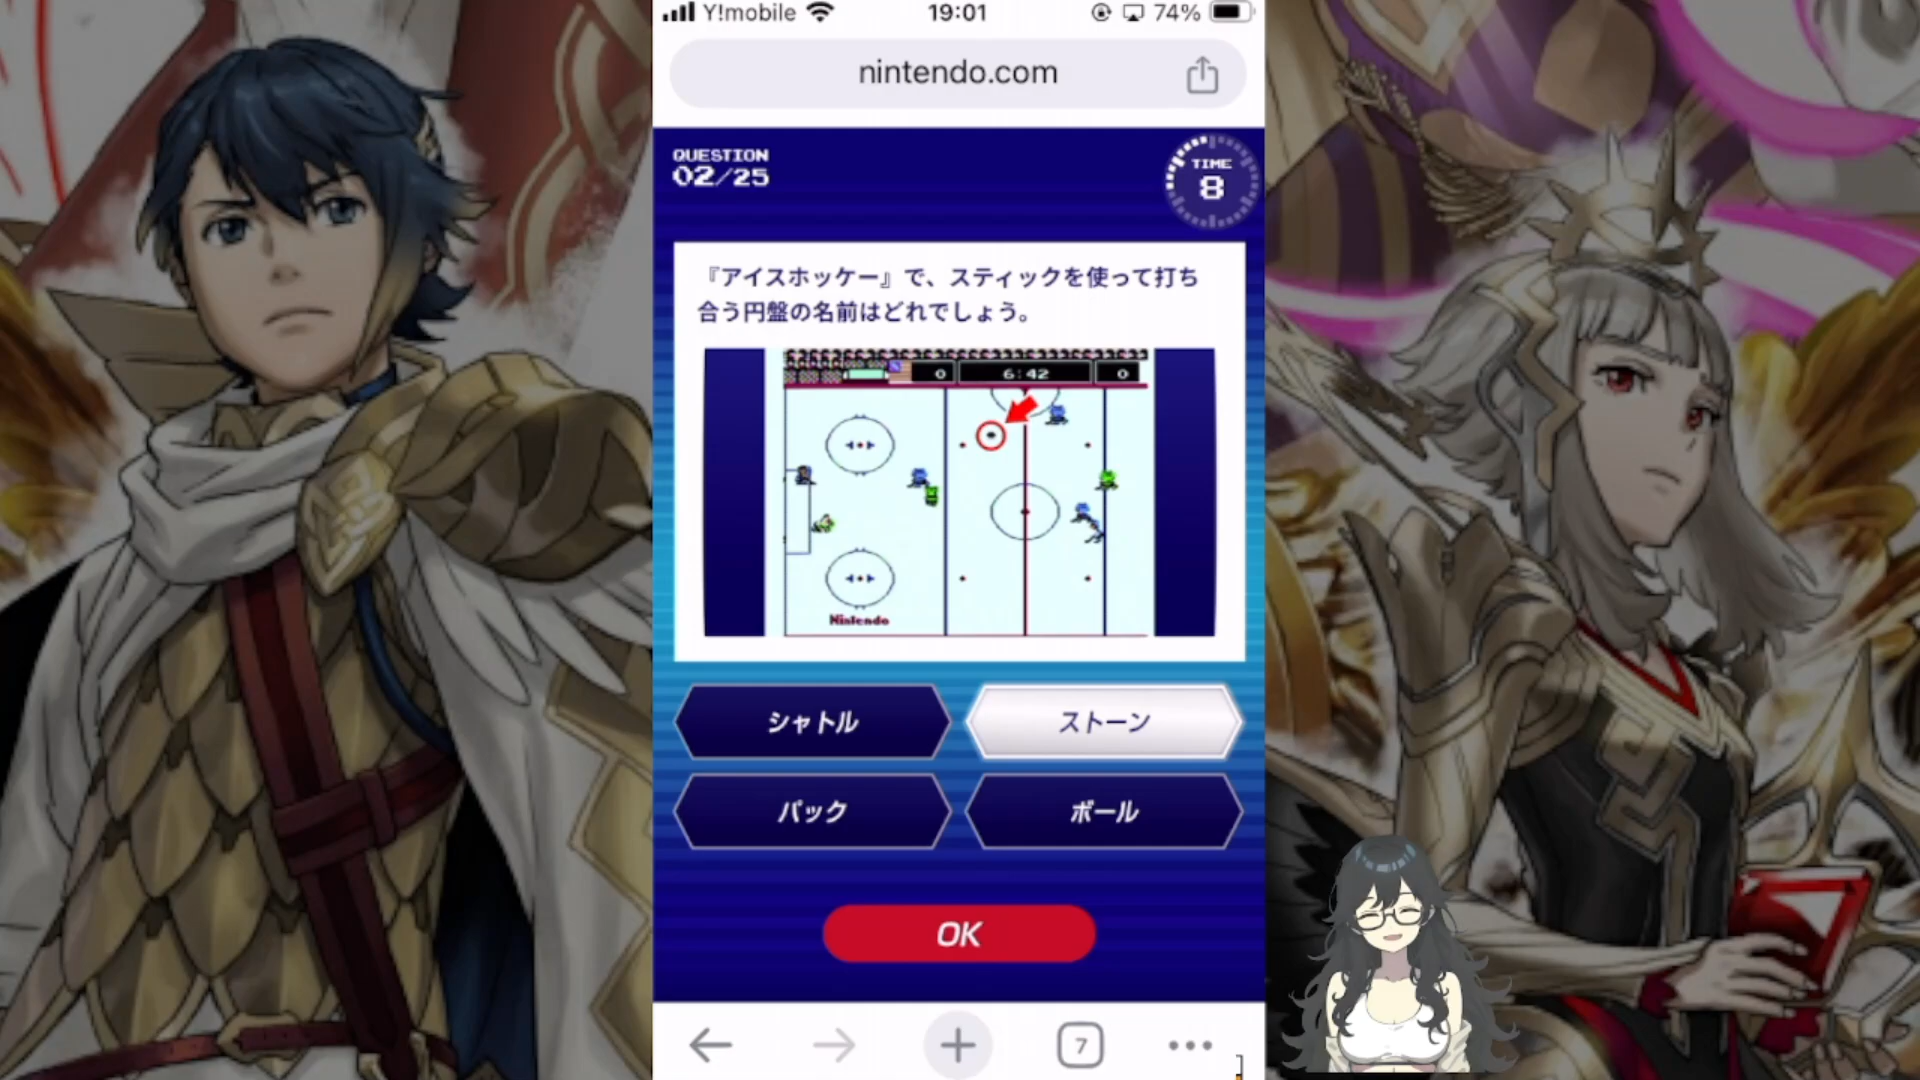 Y!mobile 19:01 74%
nintendo.com
QUESTION
02/25
TIME
8
『アイスホッケー』で、スティックを使って打ち
合う円盤の名前はどれでしょう。
0 6:42 0
Nintendo
シャトル
ストーン
パック
ボール
OK
7